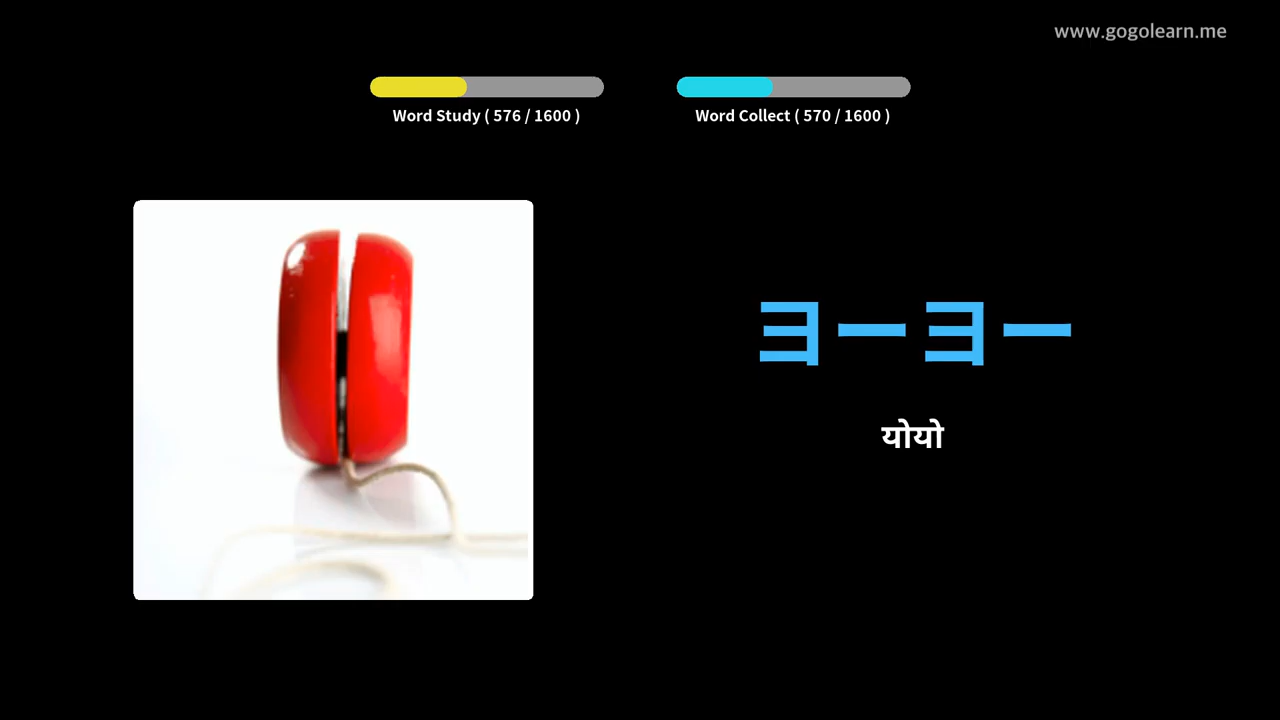 www.gogolearn.me
Word Study ( 576 / 1600 )
Word Collect ( 570 / 1600 )
ヨーヨー
योयो